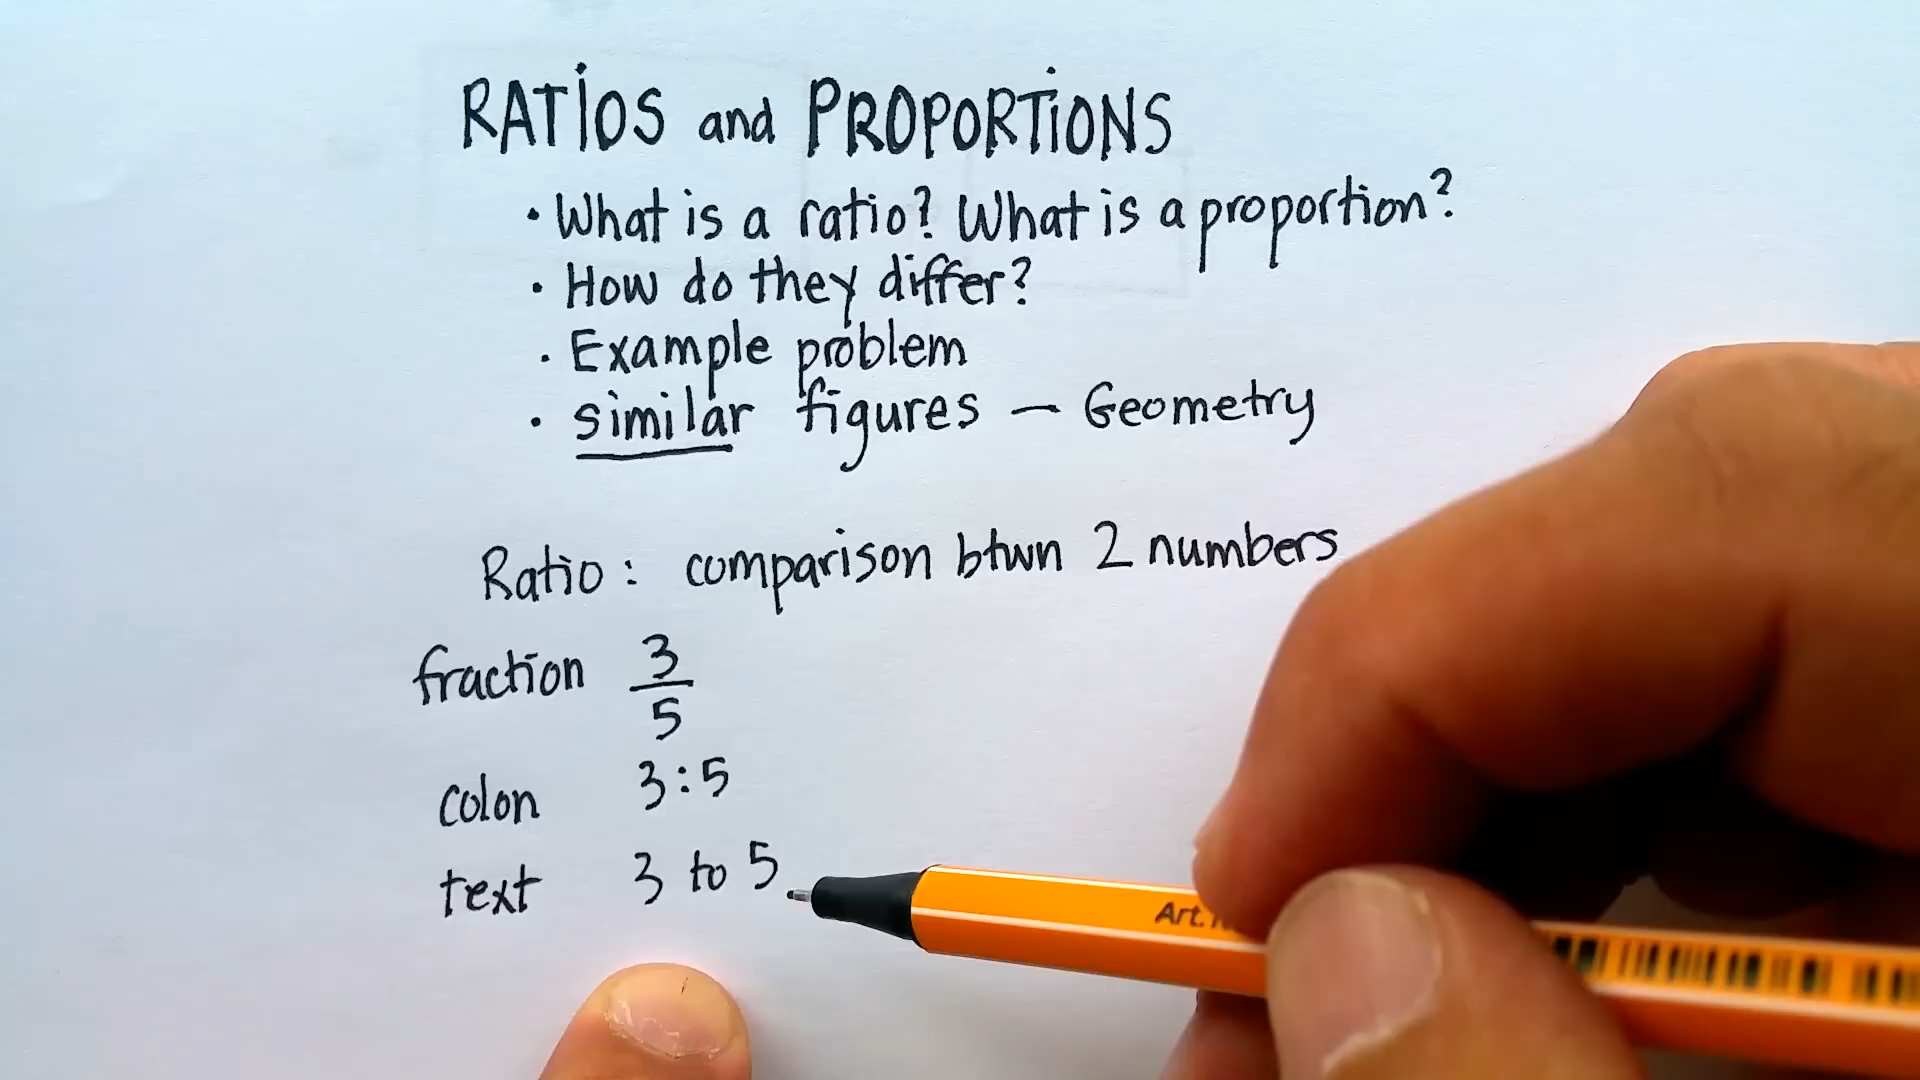 RATiOS and PROPORTiONS
• What is a ratio? What is a proportion?
• How do they differ?
• Example problem
• similar figures — Geometry
Ratio: comparison btwn 2 numbers
fraction 3/5
colon 3:5
text 3 to 5
Art.